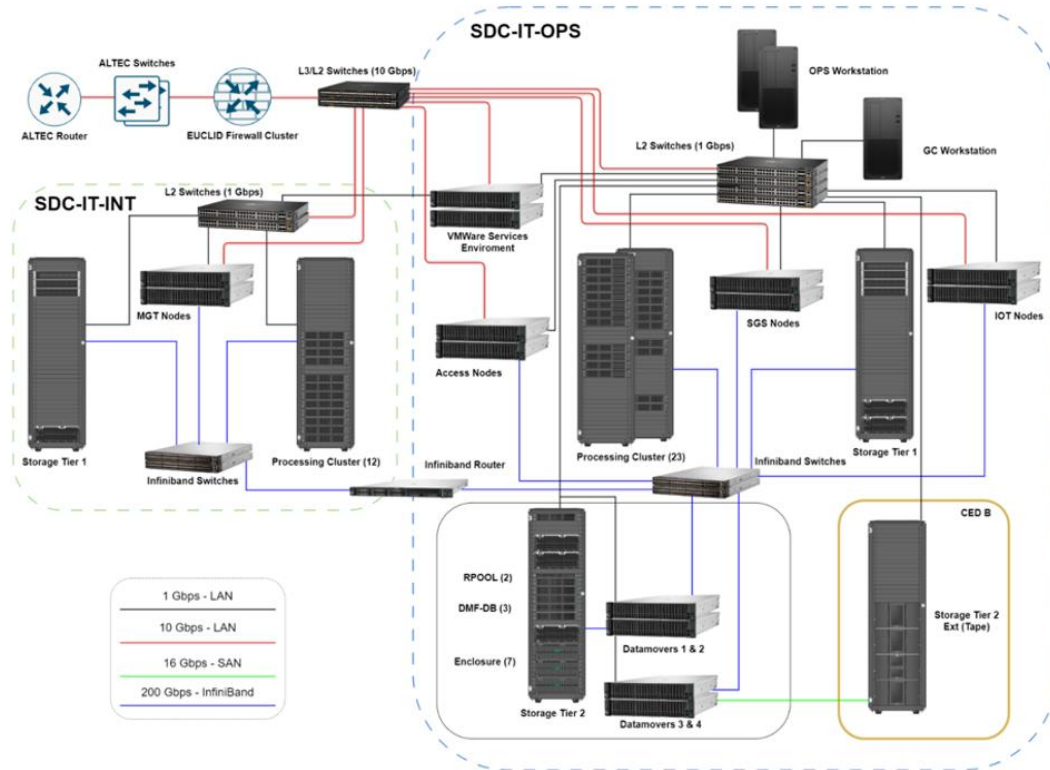 SDC-IT-OPS
ALTEC Switches
L3/L2 Switches (10 Gbps)
OPS Workstation
ALTEC Router
EUCLID Firewall Cluster
L2 Switches (1 Gbps)
GC Workstation
SDC-IT-INT
L2 Switches (1 Gbps)
VMWare Services
Enviroment
MGT Nodes
SGS Nodes
IOT Nodes
Access Nodes
Storage Tier 1
Processing Cluster (12)
Processing Cluster (23)
Storage Tier 1
Infiniband Switches
Infiniband Router
Infiniband Switches
CED B
RPOOL (2)
DMF-DB (3)
Enclosure (7)
Storage Tier 2
Datamovers 1 & 2
Datamovers 3 & 4
Storage Tier 2
Ext (Tape)
1 Gbps - LAN
10 Gbps - LAN
16 Gbps - SAN
200 Gbps - InfiniBand